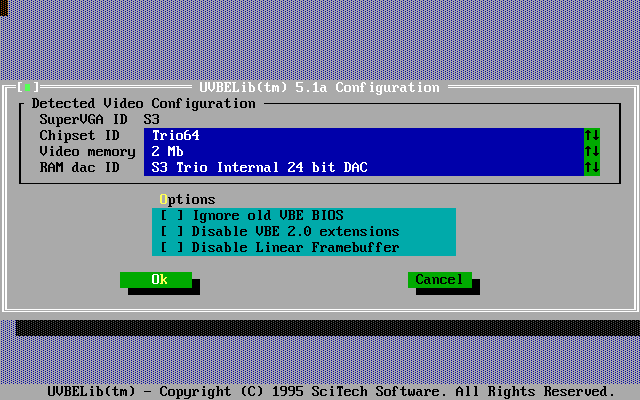 [■] UVBELib(tm) 5.1a Configuration
Detected Video Configuration
SuperVGA ID S3
Chipset ID Trio64 ↑↓
Video memory 2 Mb ↑↓
RAM dac ID S3 Trio Internal 24 bit DAC ↑↓
Options
[ ] Ignore old VBE BIOS
[ ] Disable VBE 2.0 extensions
[ ] Disable Linear Framebuffer
Ok Cancel
UVBELib(tm) - Copyright (C) 1995 SciTech Software. All Rights Reserved.